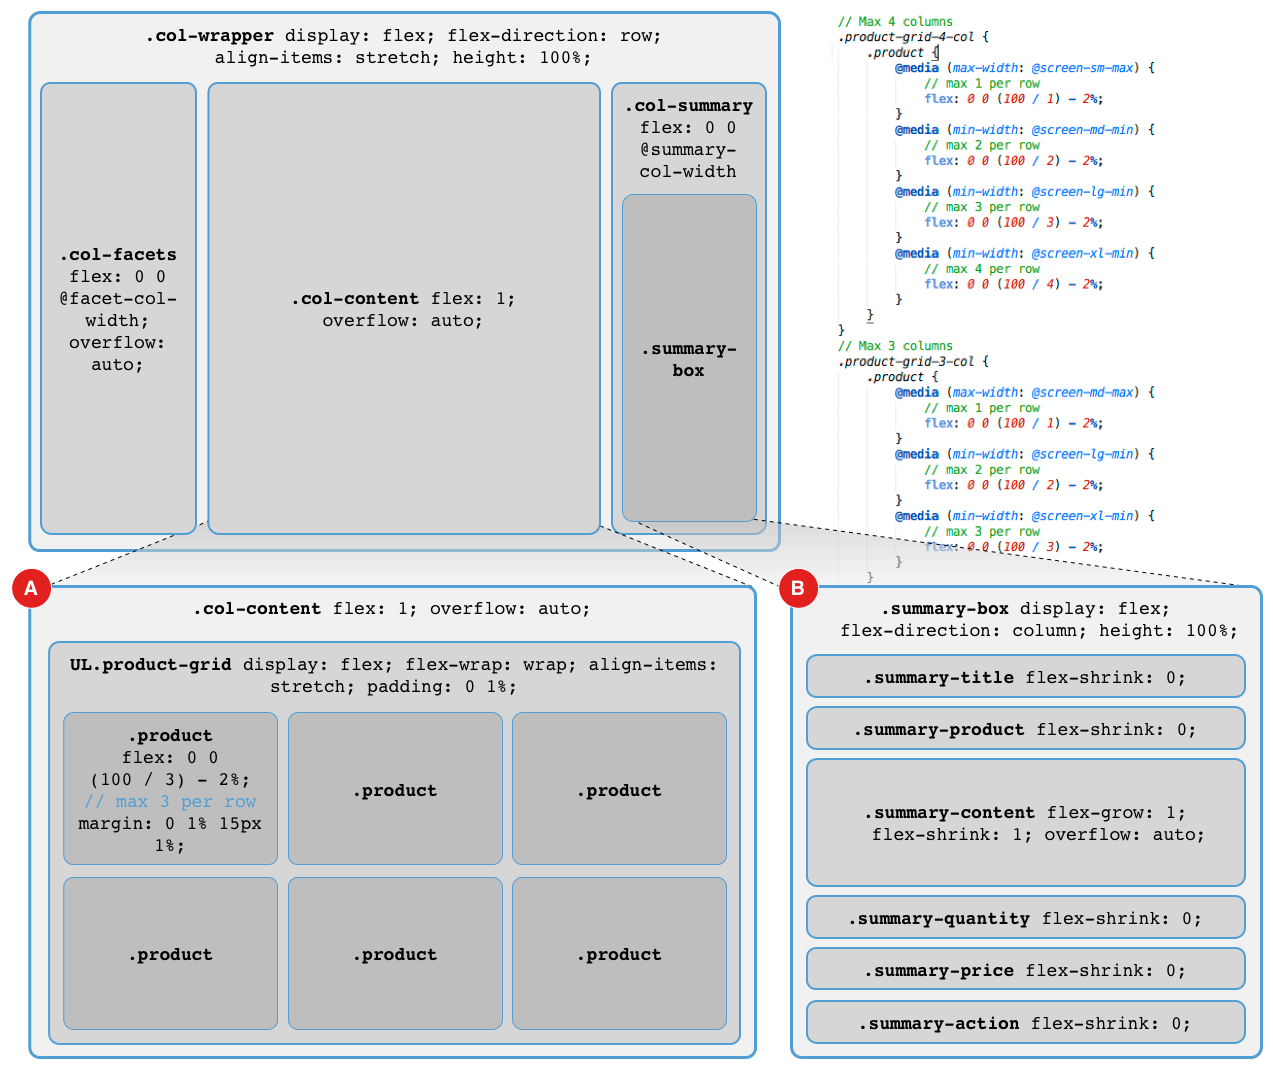 .col-wrapper display: flex; flex-direction: row;
align-items: stretch; height: 100%;
.col-facets
flex: 0 0
@facet-col-
width;
overflow:
auto;
.col-content flex: 1;
overflow: auto;
.col-summary
flex: 0 0
@summary-
col-width
.summary-
box
// Max 4 columns
.product-grid-4-col {
.product {
@media (max-width: @screen-sm-max) {
// max 1 per row
flex: 0 0 (100 / 1) - 2%;
}
@media (min-width: @screen-md-min) {
// max 2 per row
flex: 0 0 (100 / 2) - 2%;
}
@media (min-width: @screen-lg-min) {
// max 3 per row
flex: 0 0 (100 / 3) - 2%;
}
@media (min-width: @screen-xl-min) {
// max 4 per row
flex: 0 0 (100 / 4) - 2%;
}
}
}
// Max 3 columns
.product-grid-3-col {
.product {
@media (max-width: @screen-md-max) {
// max 1 per row
flex: 0 0 (100 / 1) - 2%;
}
@media (min-width: @screen-lg-min) {
// max 2 per row
flex: 0 0 (100 / 2) - 2%;
}
@media (min-width: @screen-xl-min) {
// max 3 per row
flex: 0 0 (100 / 3) - 2%;
}
}
A
.col-content flex: 1; overflow: auto;
UL.product-grid display: flex; flex-wrap: wrap; align-items:
stretch; padding: 0 1%;
.product
flex: 0 0
(100 / 3) - 2%;
// max 3 per row
margin: 0 1% 15px
1%;
.product
.product
.product
.product
.product
B
.summary-box display: flex;
flex-direction: column; height: 100%;
.summary-title flex-shrink: 0;
.summary-product flex-shrink: 0;
.summary-content flex-grow: 1;
flex-shrink: 1; overflow: auto;
.summary-quantity flex-shrink: 0;
.summary-price flex-shrink: 0;
.summary-action flex-shrink: 0;